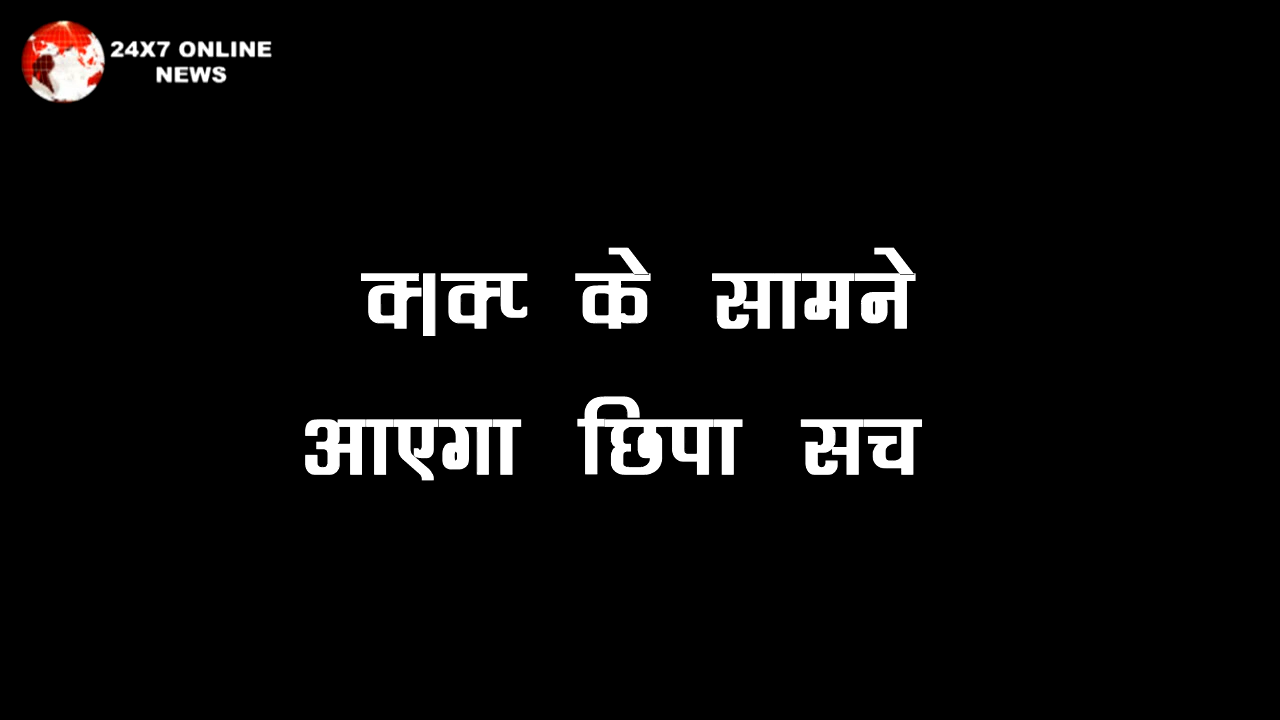 24X7 ONLINE
NEWS
क्।क्प् के सामने
आएगा छिपा सच